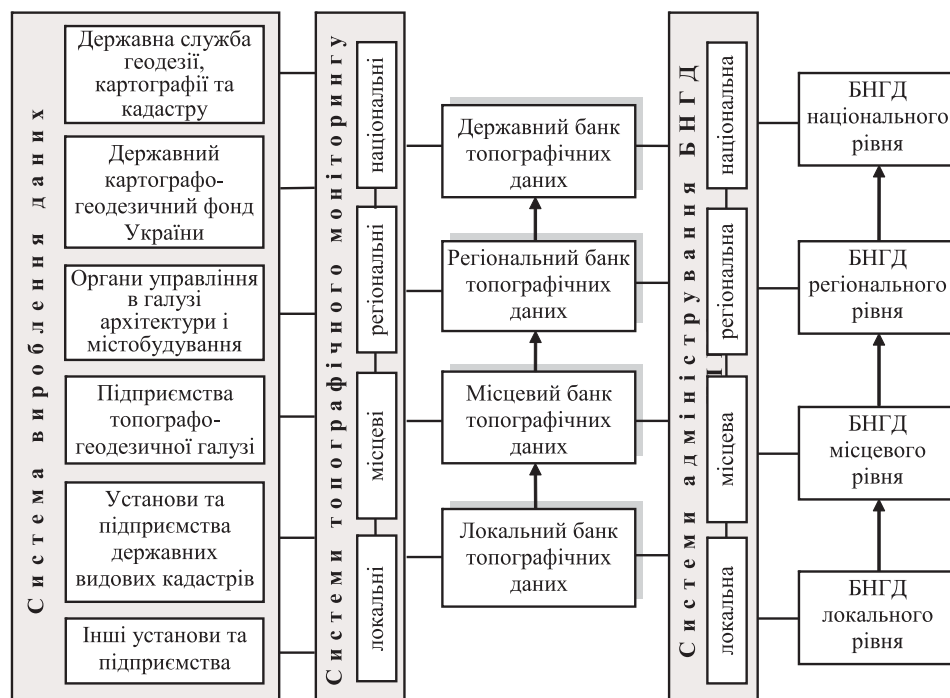 Система вироблення даних
Державна служба
геодезії,
картографії та
кадастру
Державний
картографо-
геодезичний фонд
України
Органи управління
в галузі
архітектури і
містобудування
Підприємства
топографо-
геодезичної галузі
Установи та
підприємства
державних
видових кадастрів
Інші установи та
підприємства
Системи топографічного моніторингу
національні
регіональні
місцеві
локальні
Державний банк
топографічних
даних
Регіональний банк
топографічних
даних
Місцевий банк
топографічних
даних
Локальний банк
топографічних
даних
Системи адміністрування БНГД
національна
регіональна
місцева
локальна
БНГД
національного
рівня
БНГД
регіонального
рівня
БНГД
місцевого
рівня
БНГД
локального
рівня